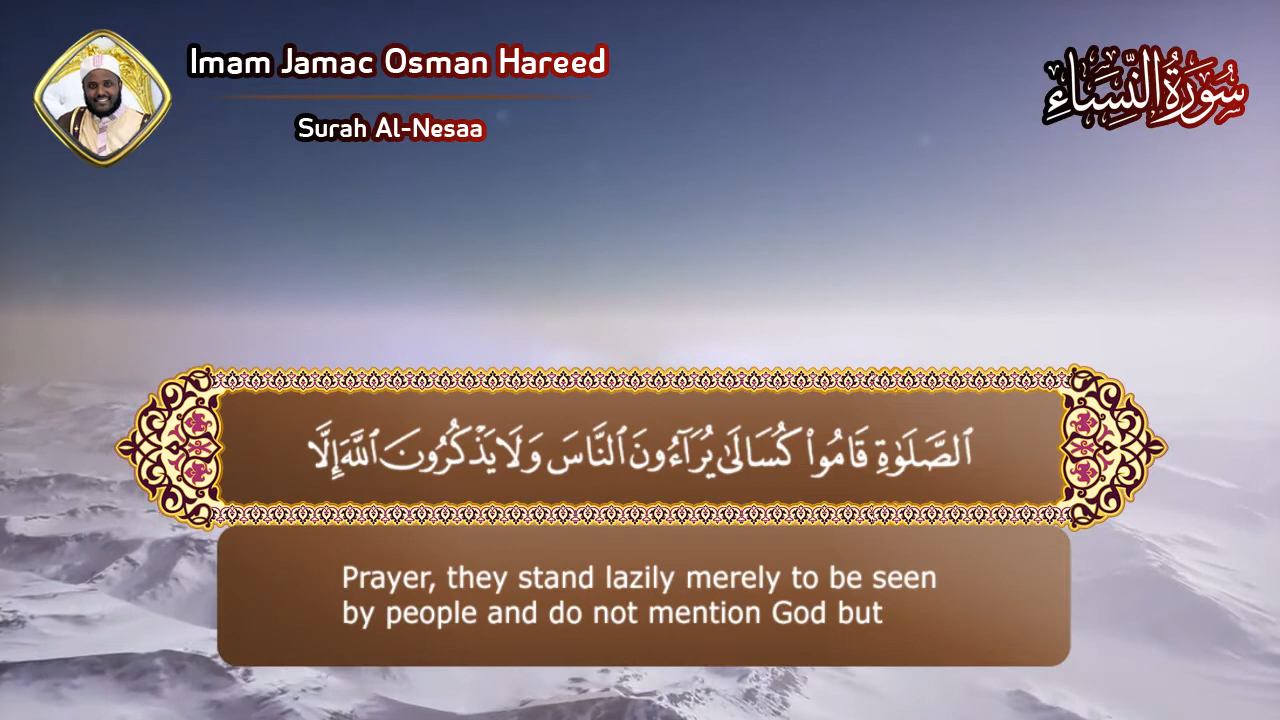 Imam Jamac Osman Hareed
Surah Al-Nesaa
سُورَةُ النِّسَاءِ
ٱلصَّلَوٰةِ قَامُوا۟ كُسَالَىٰ يُرَآءُونَ ٱلنَّاسَ وَلَا يَذْكُرُونَ ٱللَّهَ إِلَّا
Prayer, they stand lazily merely to be seen
by people and do not mention God but